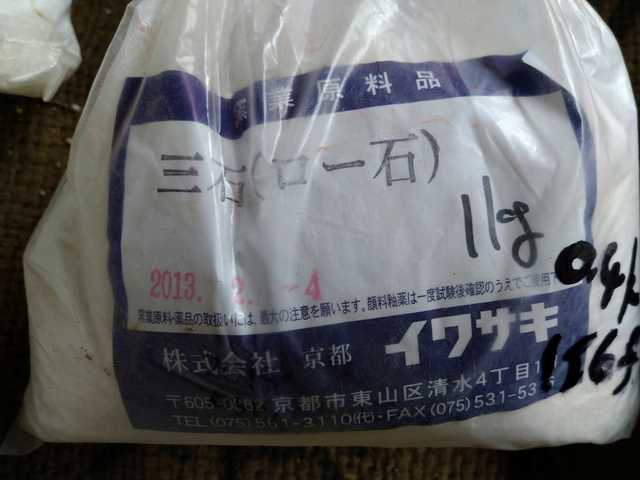 窯業原料品
三石(ロー石)
11g
2013. 2. -4
窯業原料・薬品の取扱いには、最大の注意を願います。顔料釉薬は一度試験後確認のうえでご使用下
株式会社 京都 イワサキ
〒605-0862 京都市東山区清水4丁目1
TEL(075)561-3110(代)・FAX(075)531-53